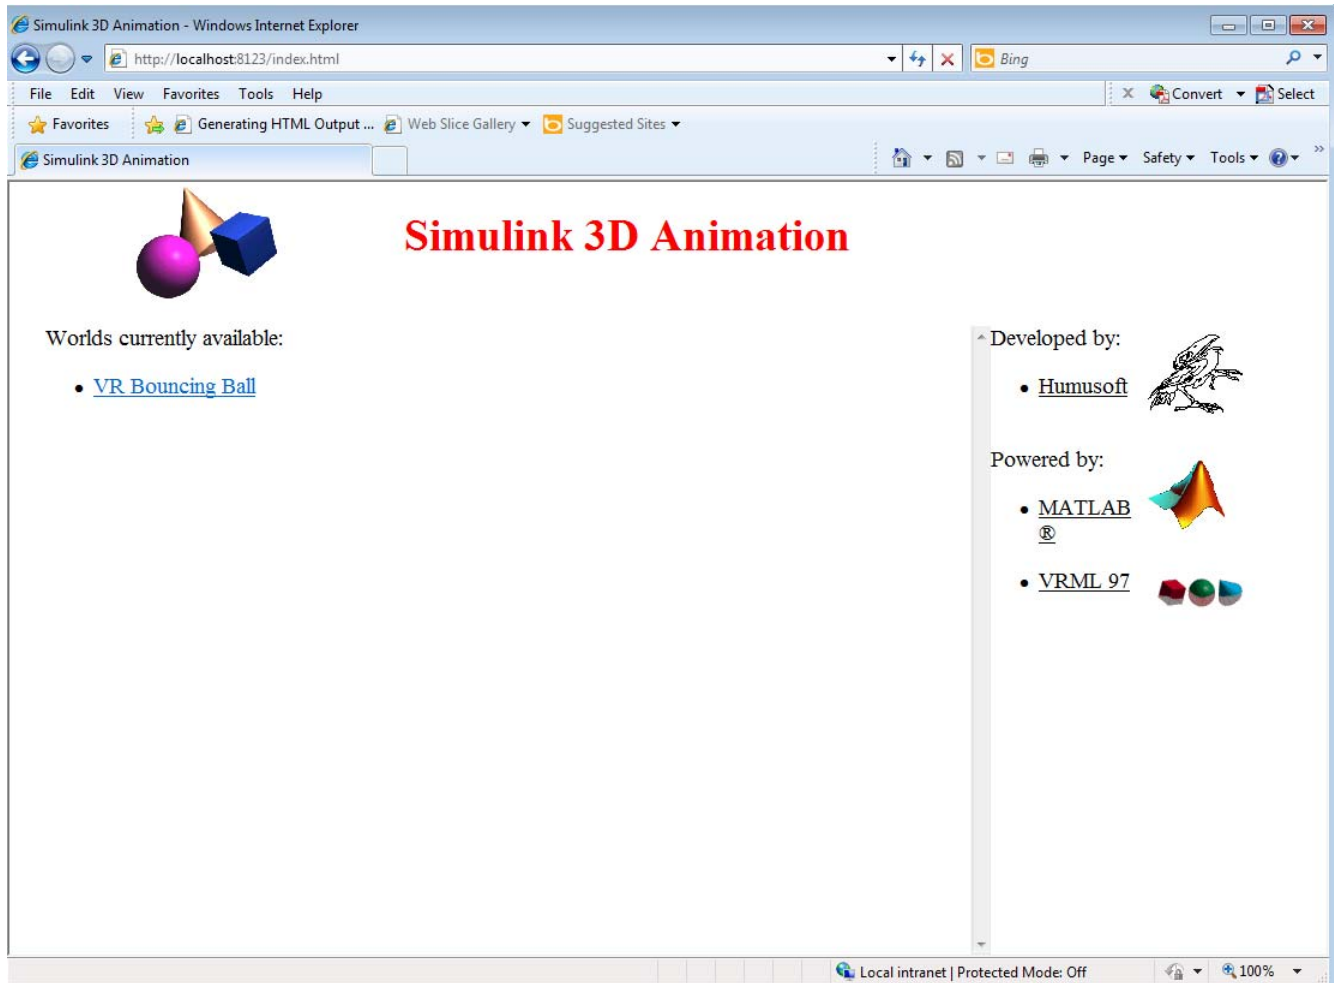 Simulink 3D Animation - Windows Internet Explorer
http://localhost:8123/index.html
Bing
File Edit View Favorites Tools Help
X Convert Select
Favorites Generating HTML Output ... Web Slice Gallery Suggested Sites
Simulink 3D Animation
Page Safety Tools »
Simulink 3D Animation
Worlds currently available:
• VR Bouncing Ball
Developed by:
• Humusoft
Powered by:
• MATLAB
®
• VRML 97
Local intranet | Protected Mode: Off
100%